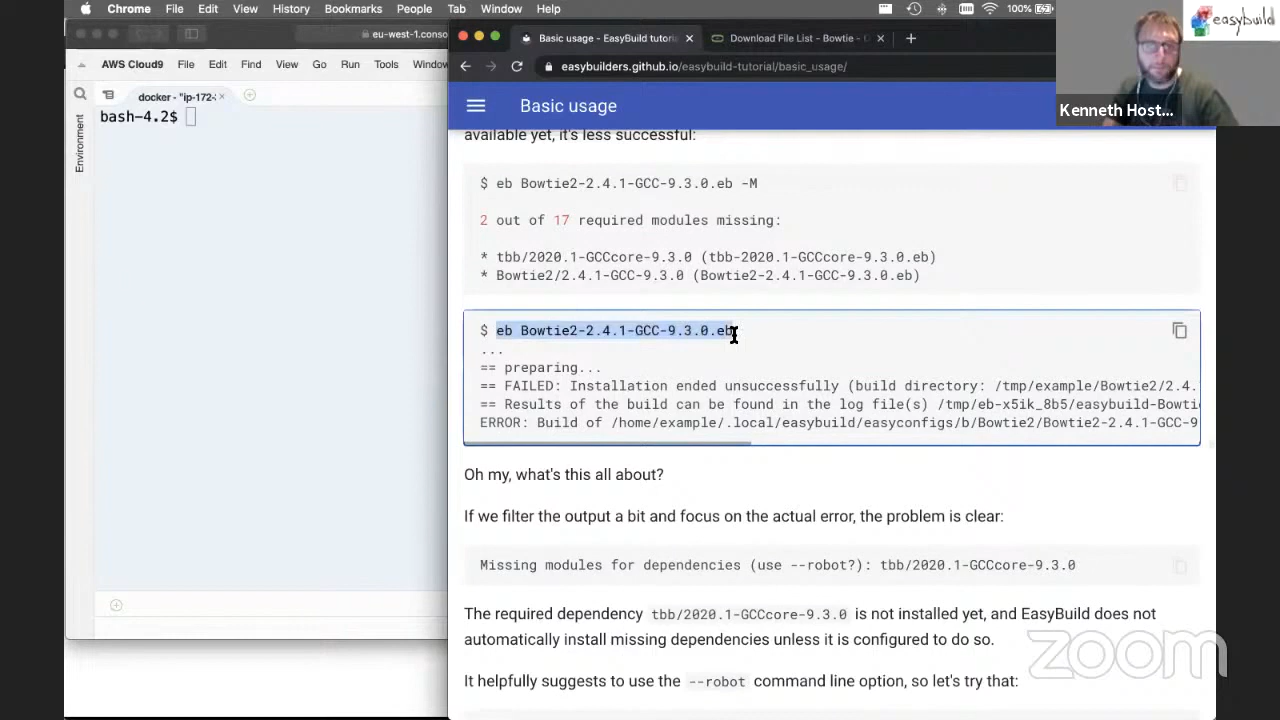 Chrome File Edit View History Bookmarks People Tab Window 100%
eu-west-1.conso
AWS Cloud9 File Edit Find View Go Run Tools Window
docker - "ip-172-
bash-4.2$
Environment
Basic usage - EasyBuild tutoria
Download File List - Bowtie -
easybuilders.github.io/easybuild-tutorial/basic_usage/
Basic usage
available yet, it's less successful:
$ eb Bowtie2-2.4.1-GCC-9.3.0.eb -M
2 out of 17 required modules missing:
* tbb/2020.1-GCCcore-9.3.0 (tbb-2020.1-GCCcore-9.3.0.eb)
* Bowtie2/2.4.1-GCC-9.3.0 (Bowtie2-2.4.1-GCC-9.3.0.eb)
$ eb Bowtie2-2.4.1-GCC-9.3.0.eb
...
== preparing...
== FAILED: Installation ended unsuccessfully (build directory: /tmp/example/Bowtie2/2.4.
== Results of the build can be found in the log file(s) /tmp/eb-x5ik_8b5/easybuild-Bowti
ERROR: Build of /home/example/.local/easybuild/easyconfigs/b/Bowtie2/Bowtie2-2.4.1-GCC-9
Oh my, what's this all about?
If we filter the output a bit and focus on the actual error, the problem is clear:
Missing modules for dependencies (use --robot?): tbb/2020.1-GCCcore-9.3.0
The required dependency tbb/2020.1-GCCcore-9.3.0 is not installed yet, and EasyBuild does not
automatically install missing dependencies unless it is configured to do so.
It helpfully suggests to use the --robot command line option, so let's try that:
easybuild
Kenneth Host...
zoom